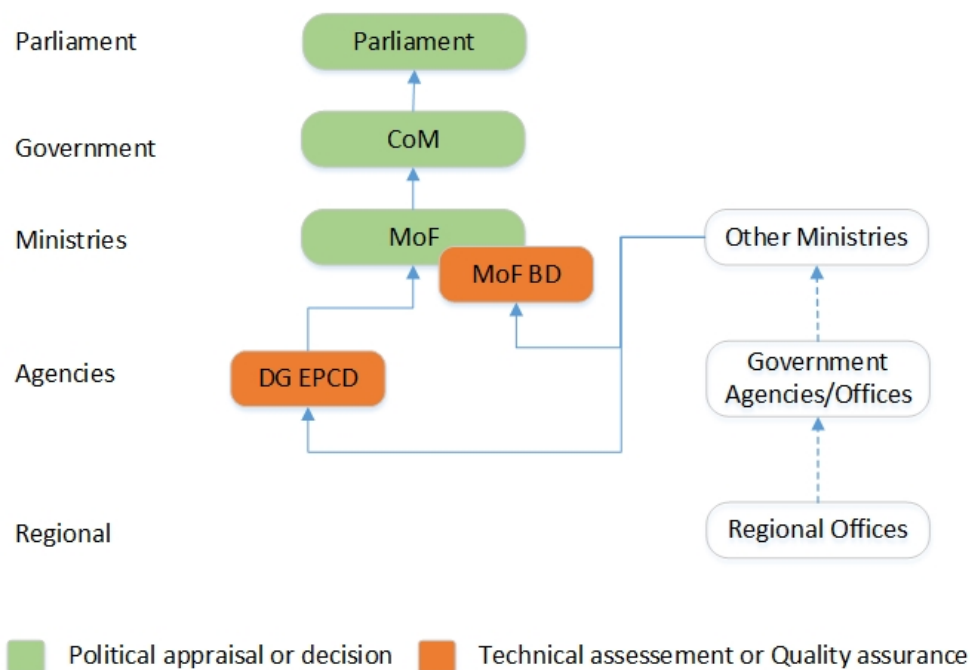 Parliament
Parliament
Government
CoM
Ministries
MoF
Other Ministries
MoF BD
Agencies
DG EPCD
Government
Agencies/Offices
Regional
Regional Offices
Political appraisal or decision
Technical assessement or Quality assurance